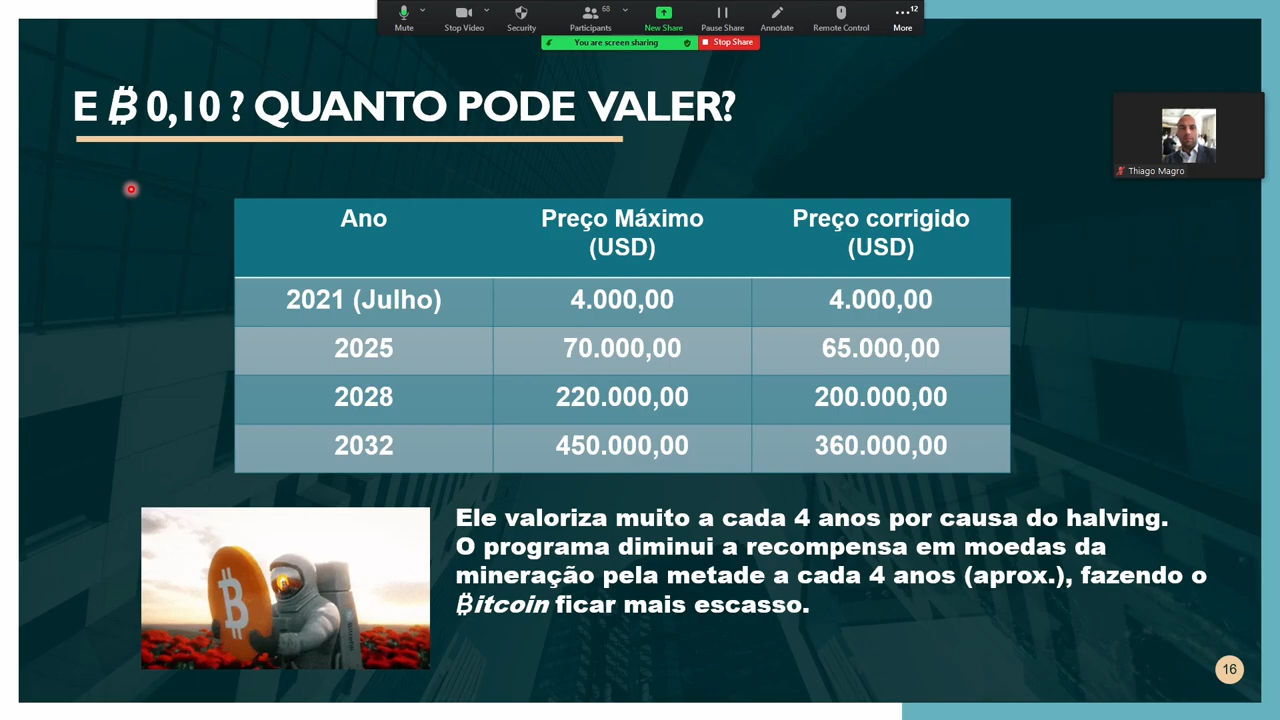 68
12
Mute
Stop Video
Security
Participants
New Share
Pause Share
Annotate
Remote Control
More
You are screen sharing
Stop Share
E ₿ 0,10 ? QUANTO PODE VALER?
Thiago Magro
Ano
Preço Máximo
(USD)
Preço corrigido
(USD)
2021 (Julho) 4.000,00 4.000,00
2025 70.000,00 65.000,00
2028 220.000,00 200.000,00
2032 450.000,00 360.000,00
Ele valoriza muito a cada 4 anos por causa do halving.
O programa diminui a recompensa em moedas da
mineração pela metade a cada 4 anos (aprox.), fazendo o
₿itcoin ficar mais escasso.
16